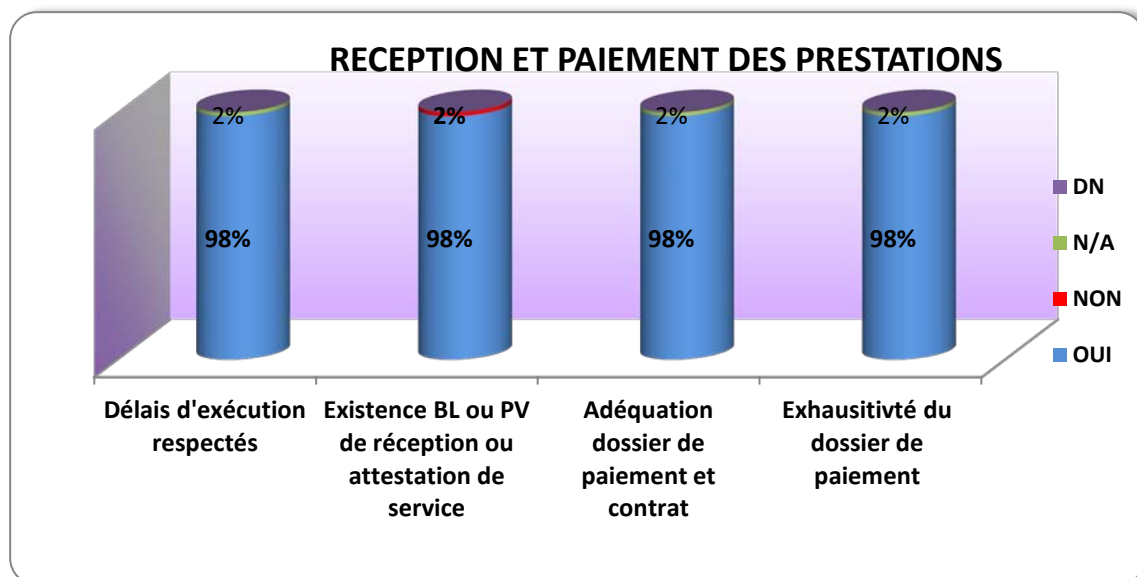 RECEPTION ET PAIEMENT DES PRESTATIONS
2% 2% 2% 2%
98% 98% 98% 98%
DN
N/A
NON
OUI
Délais d'exécution
respectés
Existence BL ou PV
de réception ou
attestation de
service
Adéquation
dossier de
paiement et
contrat
Exhausitivté du
dossier de
paiement